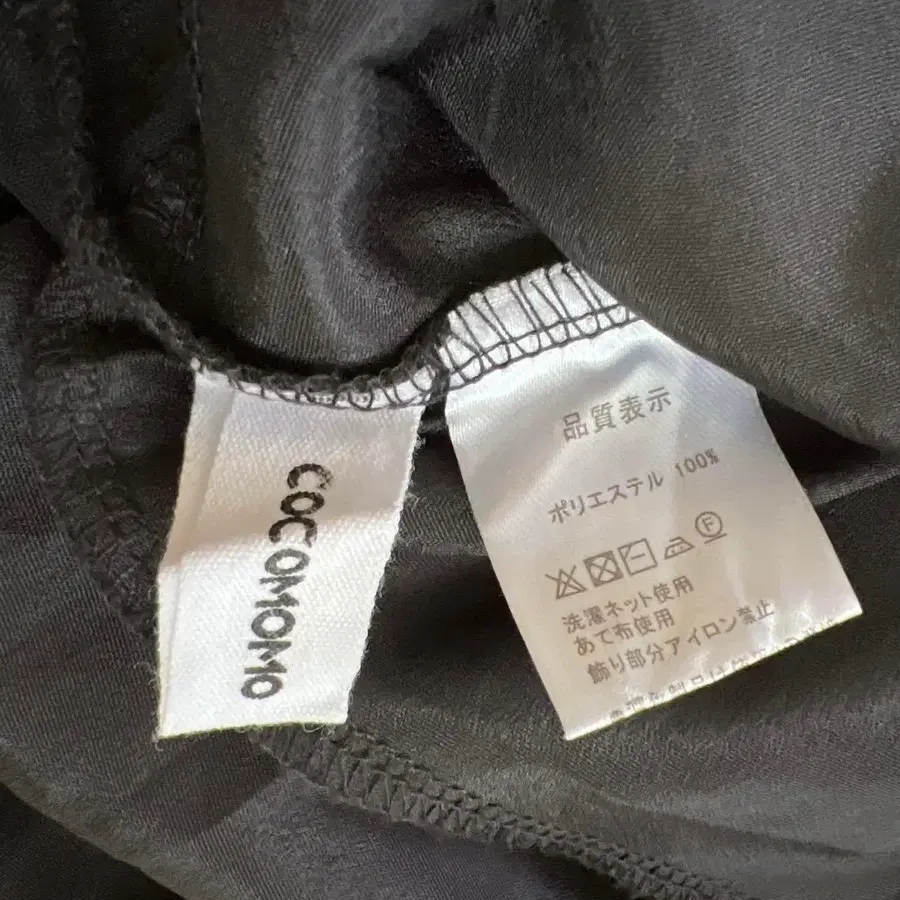 COCOMOMO
品質表示
ポリエステル 100%
F
洗濯ネット使用
あて布使用
飾り部分アイロン禁止